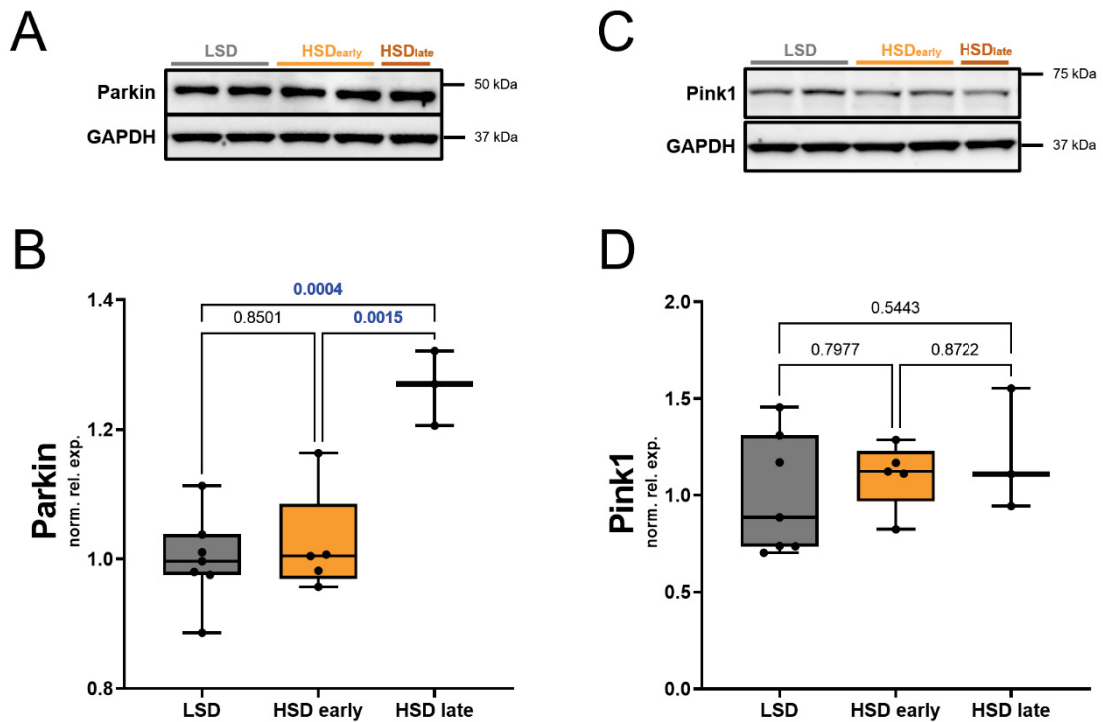 A
LSD HSDearly HSDlate
Parkin 50 kDa
GAPDH 37 kDa
C
LSD HSDearly HSDlate
Pink1 75 kDa
GAPDH 37 kDa
B
0.0004
0.8501 0.0015
1.4
1.2
1.0
0.8
Parkin
norm. rel. exp.
LSD HSD early HSD late
D
0.5443
0.7977 0.8722
2.0
1.5
1.0
0.5
0.0
Pink1
norm. rel. exp.
LSD HSD early HSD late